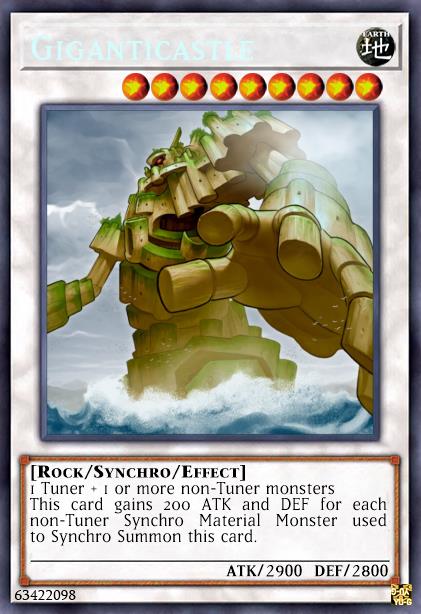 Giganticastle
EARTH
地
[Rock/Synchro/Effect]
1 Tuner + 1 or more non-Tuner monsters
This card gains 200 ATK and DEF for each
non-Tuner Synchro Material Monster used
to Synchro Summon this card.
ATK/2900 DEF/2800
63422098